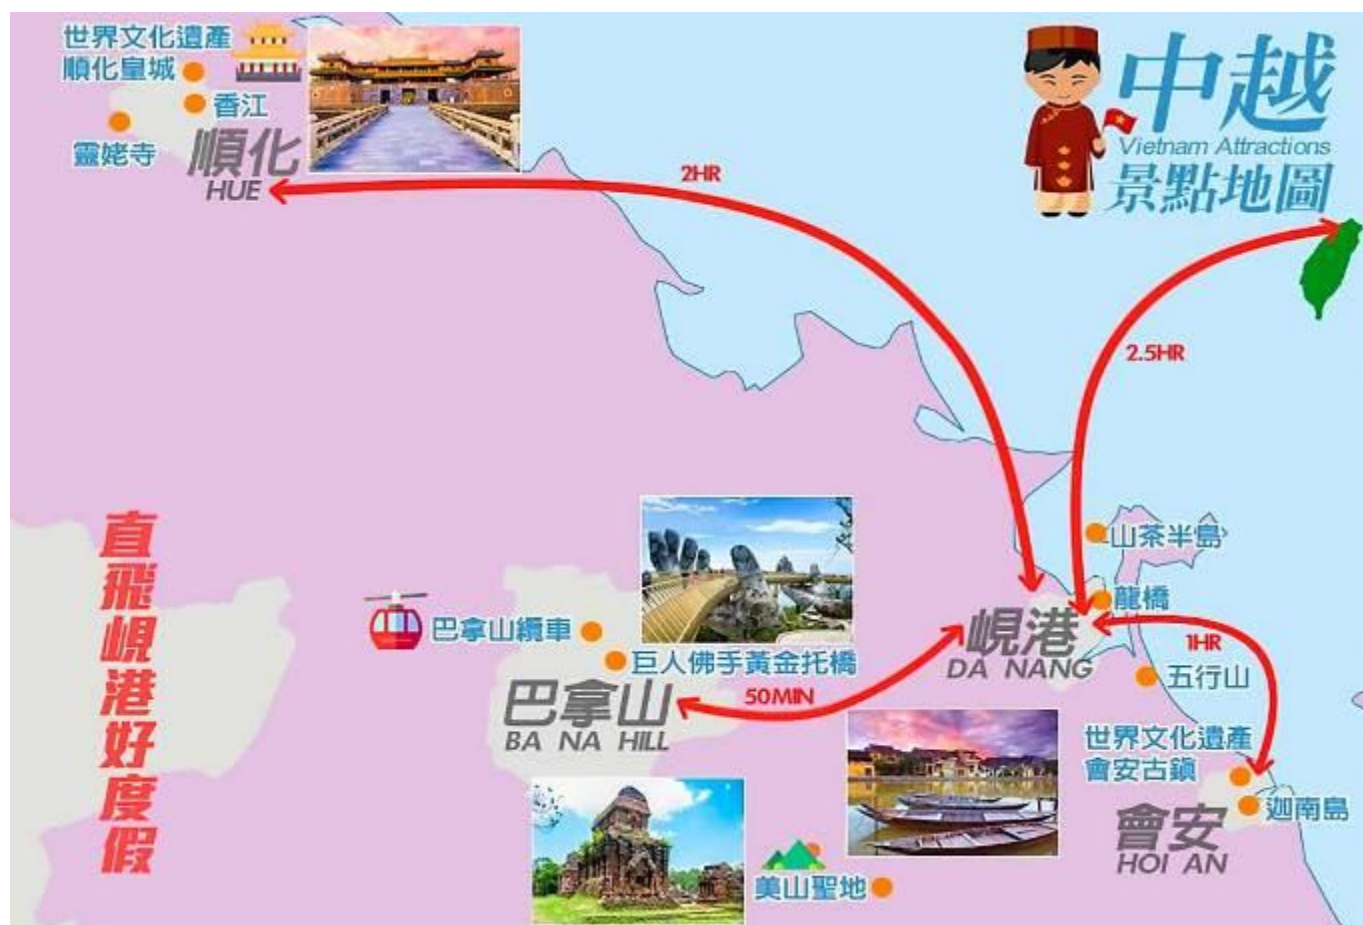 世界文化遺產
順化皇城
香江
靈姥寺
順化
HUE
2HR
中越
Vietnam Attractions
景點地圖
2.5HR
直飛峴港好度假
山茶半島
龍橋
峴港
DA NANG
1HR
五行山
巴拿山纜車
巨人佛手黃金托橋
巴拿山
BA NA HILL
50MIN
世界文化遺產
會安古鎮
迦南島
會安
HOI AN
美山聖地